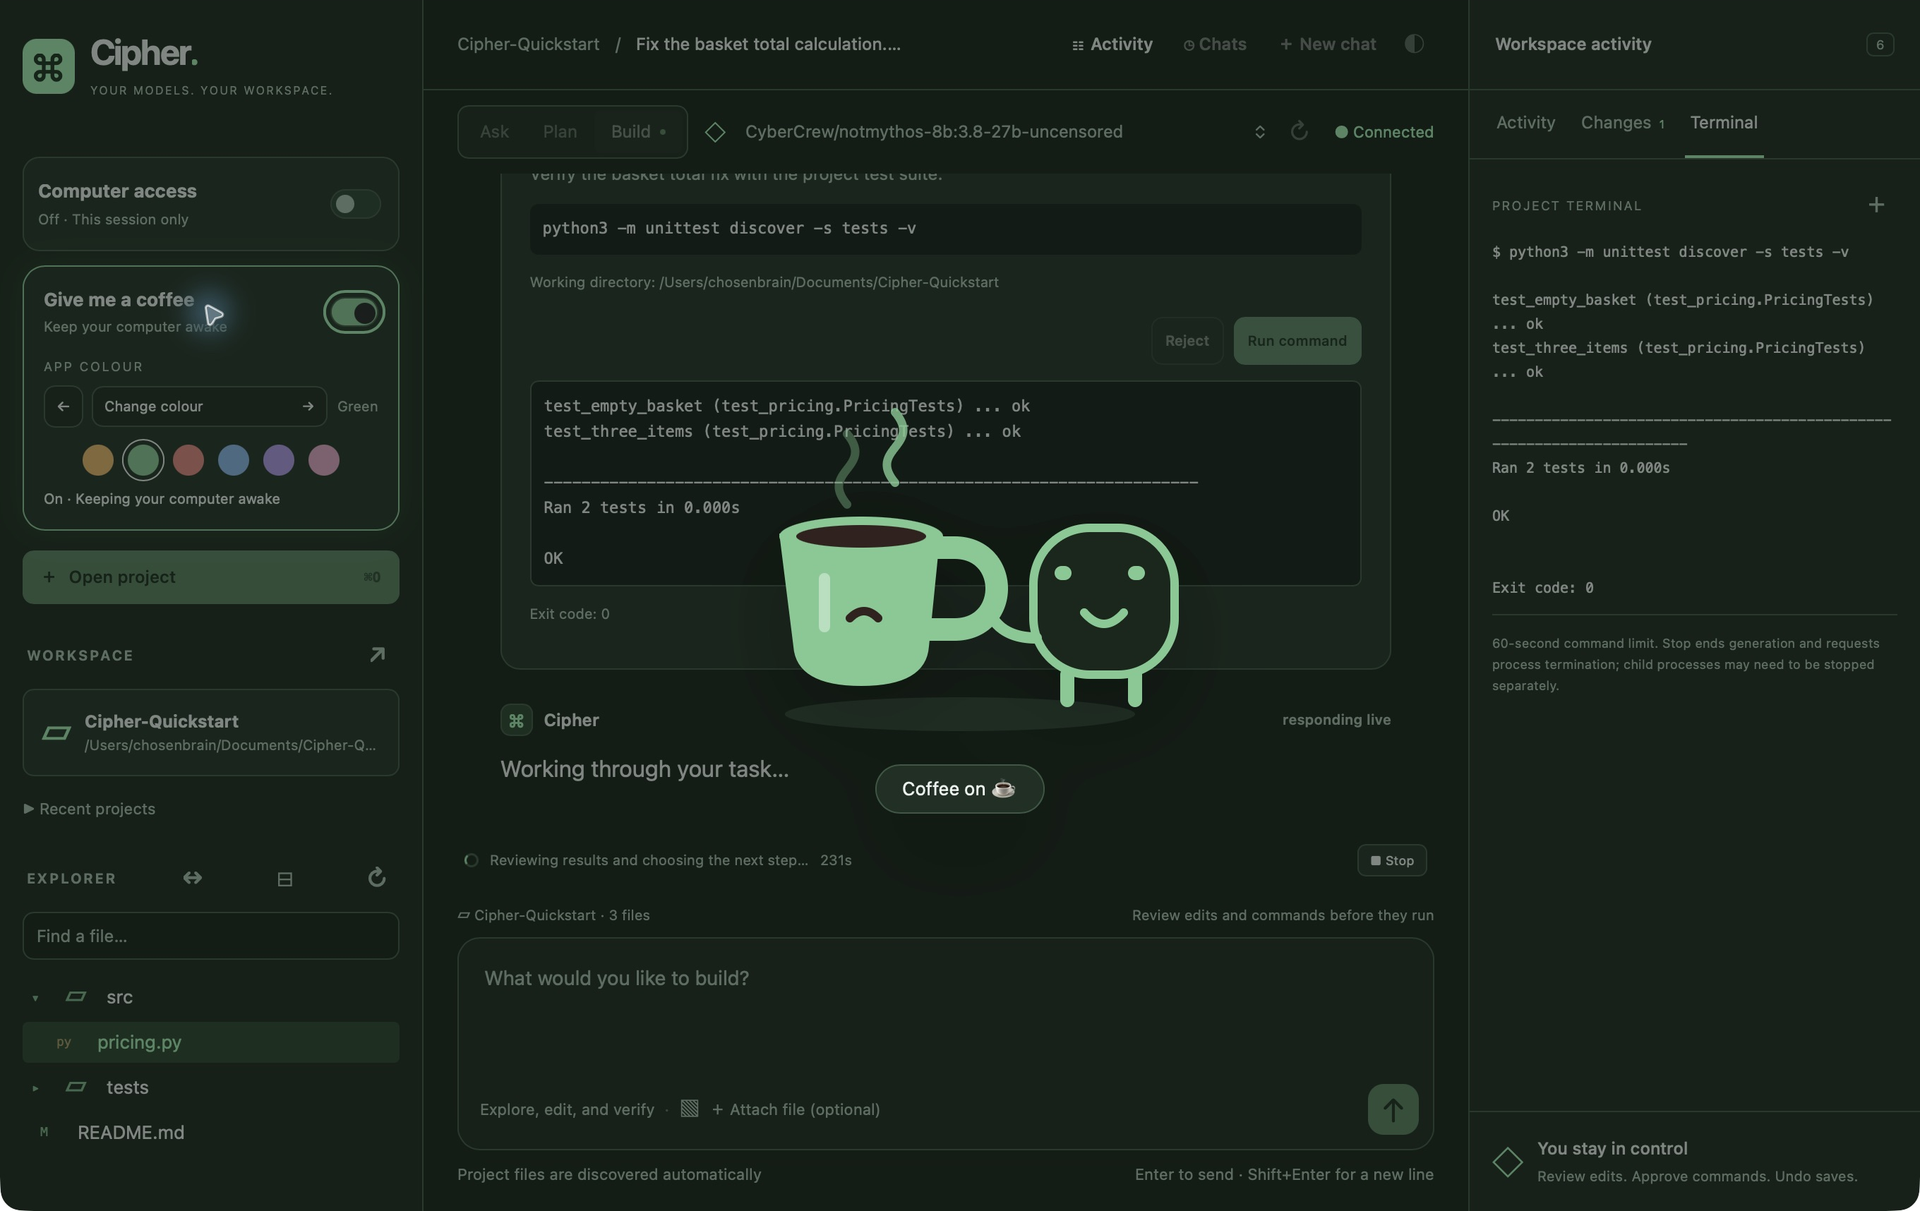 Cipher.
YOUR MODELS. YOUR WORKSPACE.
Computer access
Off · This session only
Give me a coffee
Keep your computer awake
APP COLOUR
← Change colour → Green
On · Keeping your computer awake
+ Open project ⌘O
WORKSPACE
Cipher-Quickstart
/Users/chosenbrain/Documents/Cipher-Q...
Recent projects
EXPLORER
Find a file...
src
py pricing.py
tests
M README.md
Cipher-Quickstart / Fix the basket total calculation....
Activity Chats + New chat
Ask Plan Build •
CyberCrew/notmythos-8b:3.8-27b-uncensored
Connected
Verify the basket total fix with the project test suite.
python3 -m unittest discover -s tests -v
Working directory: /Users/chosenbrain/Documents/Cipher-Quickstart
Reject Run command
test_empty_basket (test_pricing.PricingTests) ... ok
test_three_items (test_pricing.PricingTests) ... ok
----------------------------------------------------------------------
Ran 2 tests in 0.000s
OK
Exit code: 0
Cipher responding live
Working through your task...
Coffee on ☕
Reviewing results and choosing the next step... 231s
Stop
Cipher-Quickstart · 3 files Review edits and commands before they run
What would you like to build?
Explore, edit, and verify · + Attach file (optional)
Project files are discovered automatically Enter to send · Shift+Enter for a new line
Workspace activity 6
Activity Changes 1 Terminal
PROJECT TERMINAL +
$ python3 -m unittest discover -s tests -v
test_empty_basket (test_pricing.PricingTests)
... ok
test_three_items (test_pricing.PricingTests)
... ok
-------------------------------------------
---------------------
Ran 2 tests in 0.000s
OK
Exit code: 0
60-second command limit. Stop ends generation and requests
process termination; child processes may need to be stopped
separately.
You stay in control
Review edits. Approve commands. Undo saves.